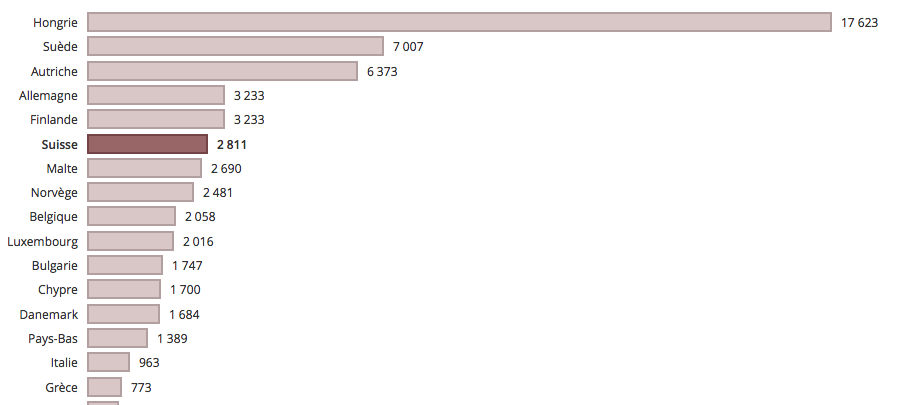 Hongrie 17 623
Suède 7 007
Autriche 6 373
Allemagne 3 233
Finlande 3 233
Suisse 2 811
Malte 2 690
Norvège 2 481
Belgique 2 058
Luxembourg 2 016
Bulgarie 1 747
Chypre 1 700
Danemark 1 684
Pays-Bas 1 389
Italie 963
Grèce 773